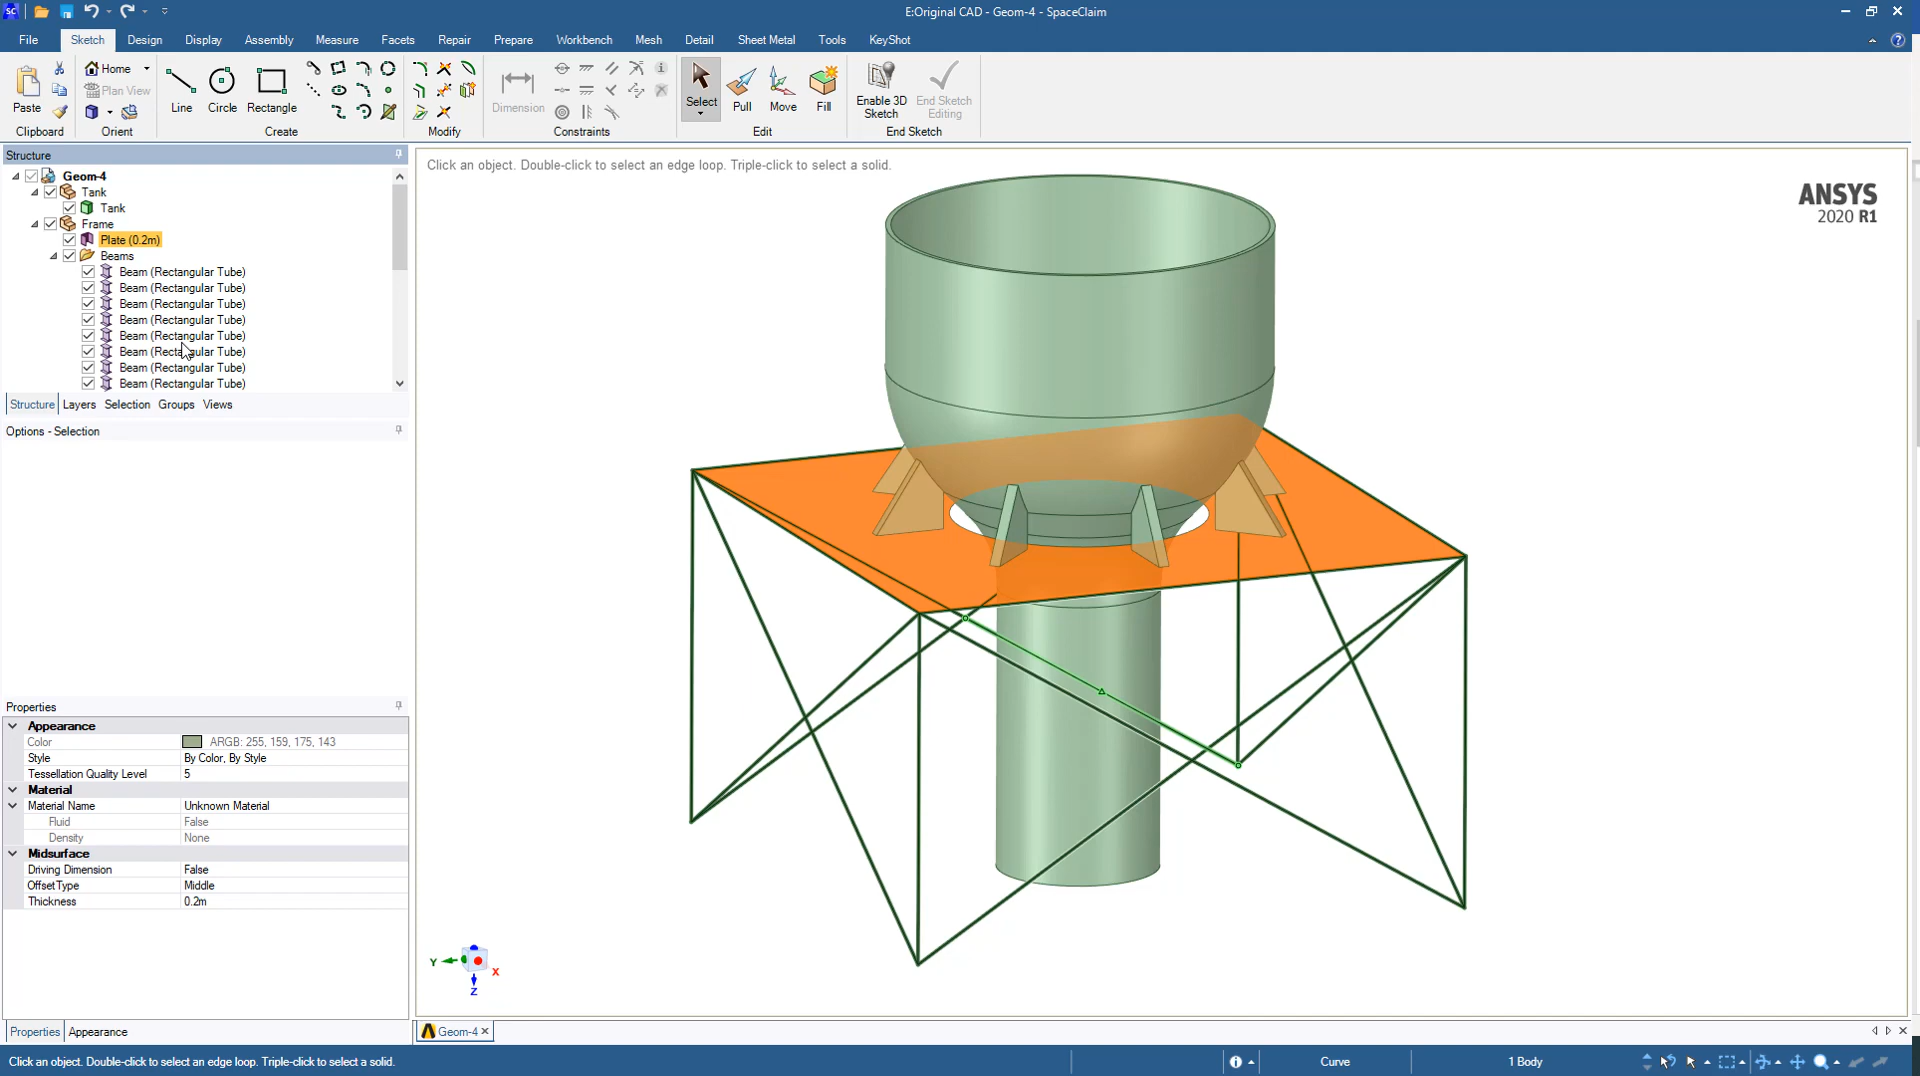 SC
E:Original CAD - Geom-4 - SpaceClaim
File Sketch Design Display Assembly Measure Facets Repair Prepare Workbench Mesh Detail Sheet Metal Tools KeyShot
Paste
Clipboard
Home
Plan View
Orient
Line Circle Rectangle
Create
Modify
Dimension
Constraints
Select Pull Move Fill
Edit
Enable 3D Sketch
End Sketch Editing
End Sketch
Structure
Geom-4
Tank
Tank
Frame
Plate (0.2m)
Beams
Beam (Rectangular Tube)
Beam (Rectangular Tube)
Beam (Rectangular Tube)
Beam (Rectangular Tube)
Beam (Rectangular Tube)
Beam (Rectangular Tube)
Beam (Rectangular Tube)
Beam (Rectangular Tube)
Structure Layers Selection Groups Views
Options - Selection
Properties
Appearance
Color ARGB: 255, 159, 175, 143
Style By Color, By Style
Tessellation Quality Level 5
Material
Material Name Unknown Material
Fluid False
Density None
Midsurface
Driving Dimension False
OffsetType Middle
Thickness 0.2m
Properties Appearance
Click an object. Double-click to select an edge loop. Triple-click to select a solid.
ANSYS
2020 R1
Y X
Z
Geom-4
Click an object. Double-click to select an edge loop. Triple-click to select a solid.
Curve
1 Body